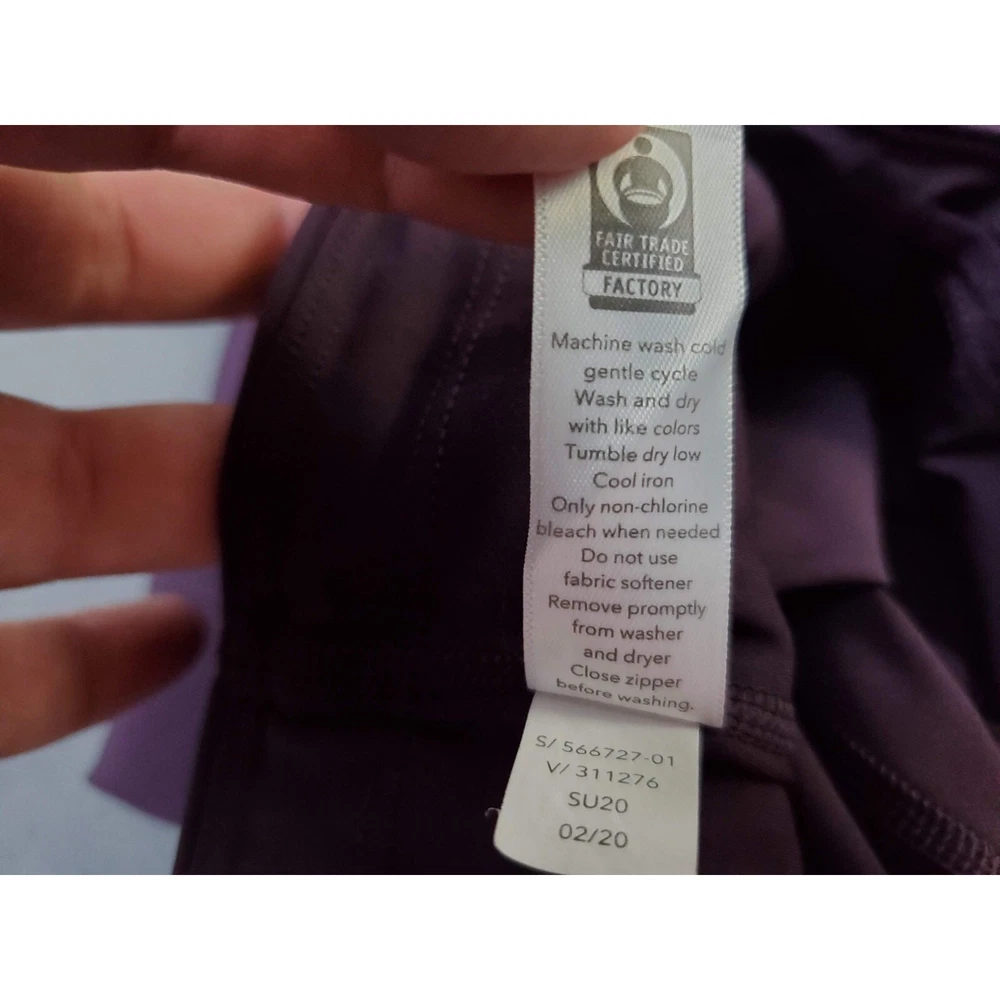 FAIR TRADE
CERTIFIED
FACTORY
Machine wash cold
gentle cycle
Wash and dry
with like colors
Tumble dry low
Cool iron
Only non-chlorine
bleach when needed
Do not use
fabric softener
Remove promptly
from washer
and dryer
Close zipper
before washing.
S/ 566727-01
V/ 311276
SU20
02/20